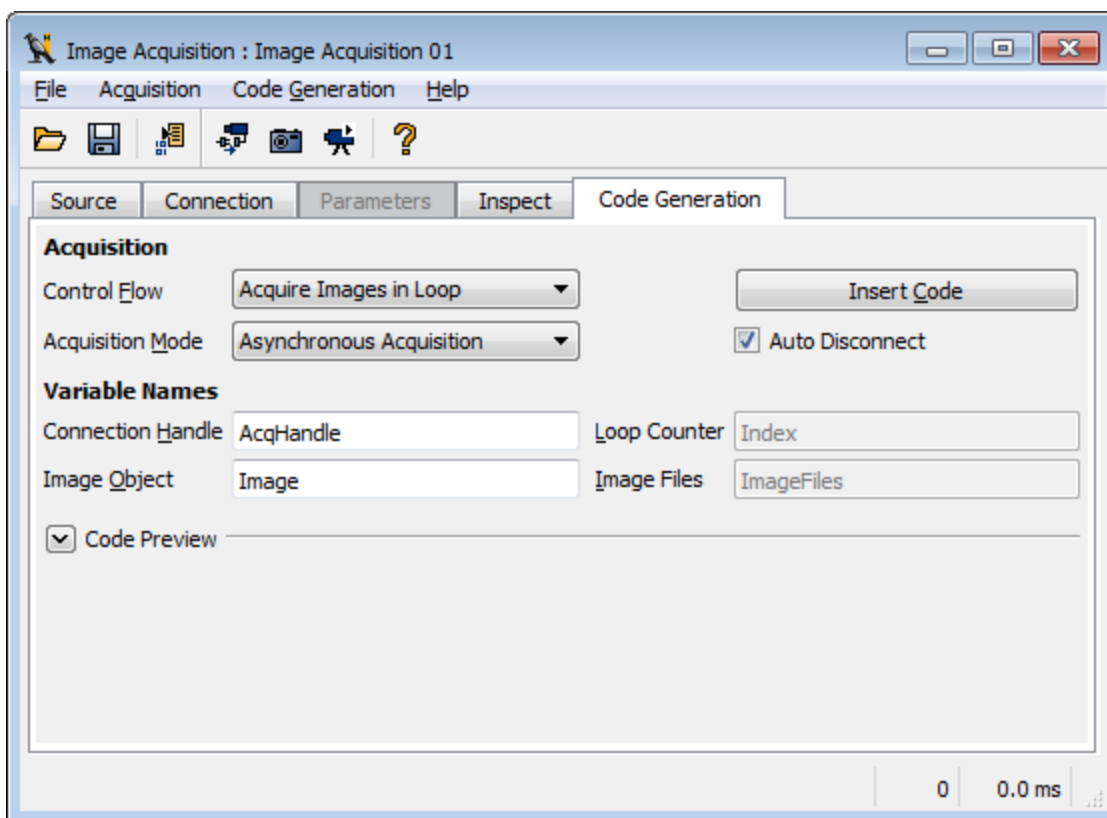 Image Acquisition : Image Acquisition 01
File Acquisition Code Generation Help
Source Connection Parameters Inspect Code Generation
Acquisition
Control Flow Acquire Images in Loop Insert Code
Acquisition Mode Asynchronous Acquisition Auto Disconnect
Variable Names
Connection Handle AcqHandle Loop Counter Index
Image Object Image Image Files ImageFiles
Code Preview
0 0.0 ms